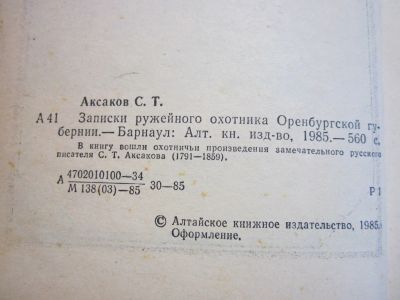 Аксаков С. Т.
А 41 Записки ружейного охотника Оренбургской гу-
бернии.— Барнаул: Алт. кн. изд-во, 1985.— 560 с.
В книгу вошли охотничьи произведения замечательного русского
писателя С. Т. Аксакова (1791—1859).
4702010100—34
А 30—85
М 138(03)—85
Р 1
© Алтайское книжное издательство, 1985.
Оформление.